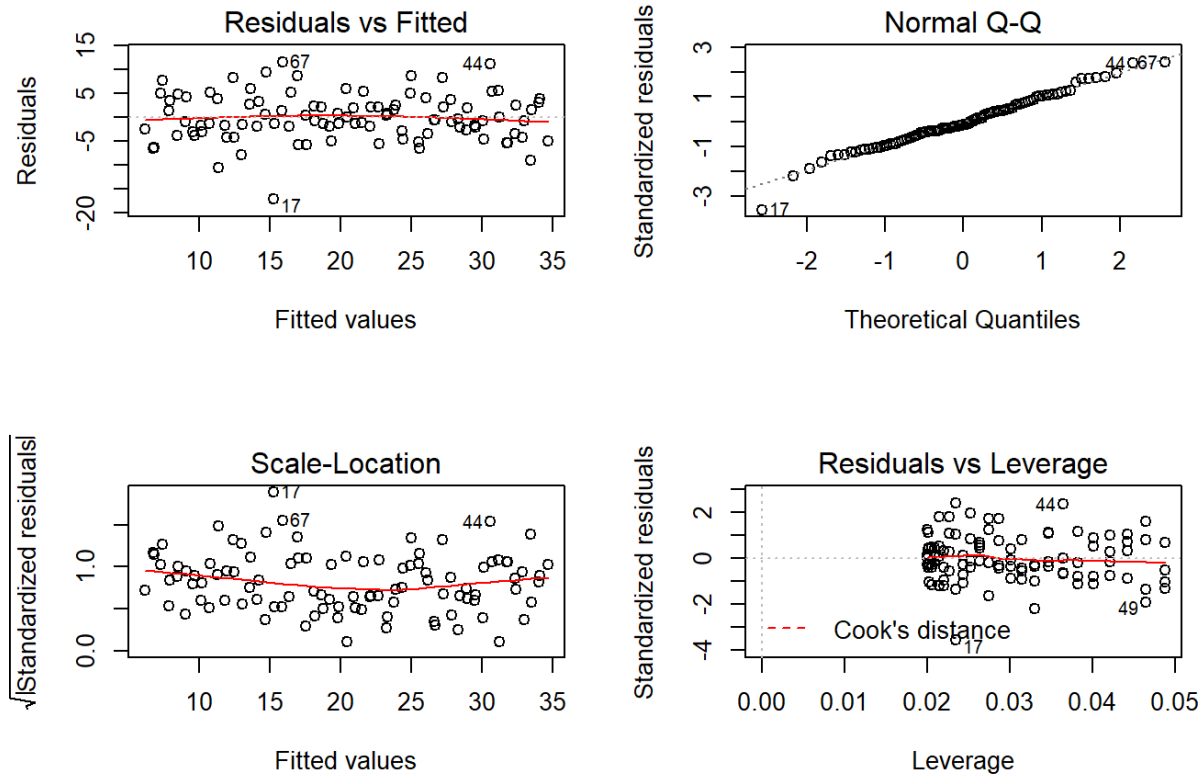 Residuals vs Fitted
Residuals
15
5
-5
-20
67
44
17
10 15 20 25 30 35
Fitted values
Normal Q-Q
Standardized residuals
3
1
-1
-3
44 67
17
-2 -1 0 1 2
Theoretical Quantiles
Scale-Location
√|Standardized residuals|
1.0
0.0
17
67
44
10 15 20 25 30 35
Fitted values
Residuals vs Leverage
Standardized residuals
2
0
-2
-4
44
49
Cook's distance
17
0.00 0.01 0.02 0.03 0.04 0.05
Leverage